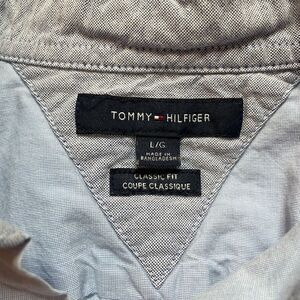 TOMMY HILFIGER
L/G
MADE IN
BANGLADESH
CLASSIC FIT
COUPE CLASSIQUE